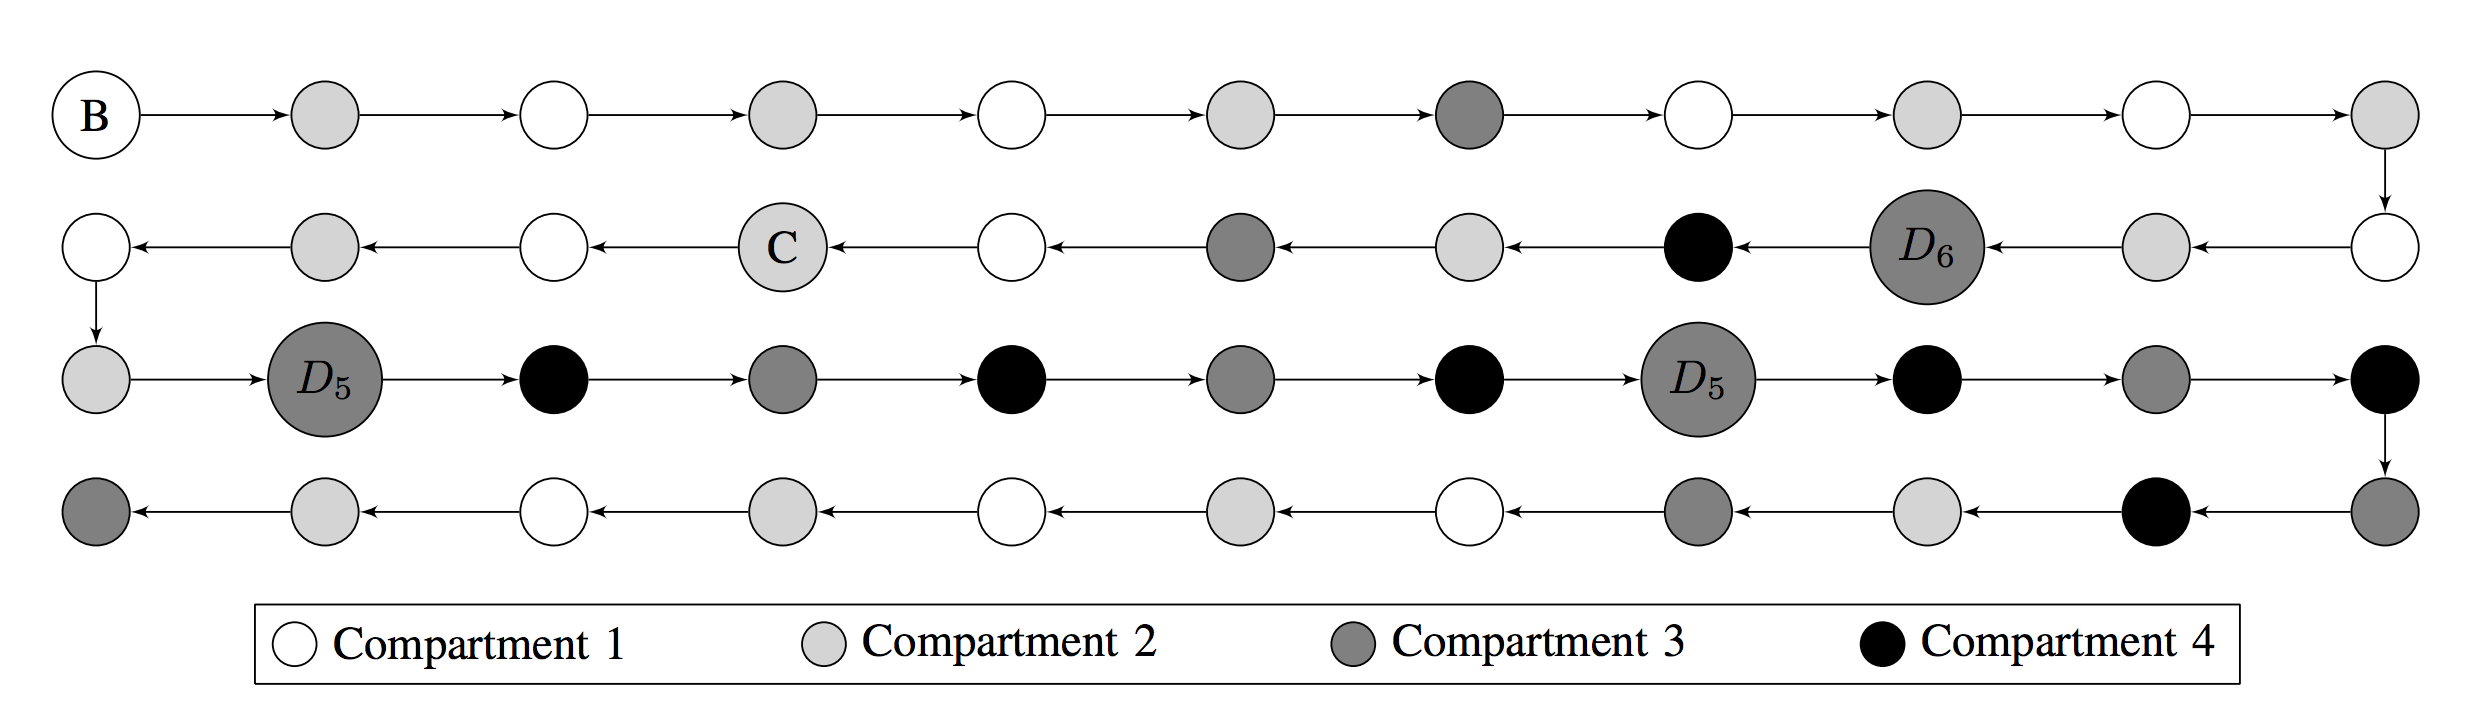 B
C
D₆
D₅
D₅
Compartment 1 Compartment 2 Compartment 3 Compartment 4